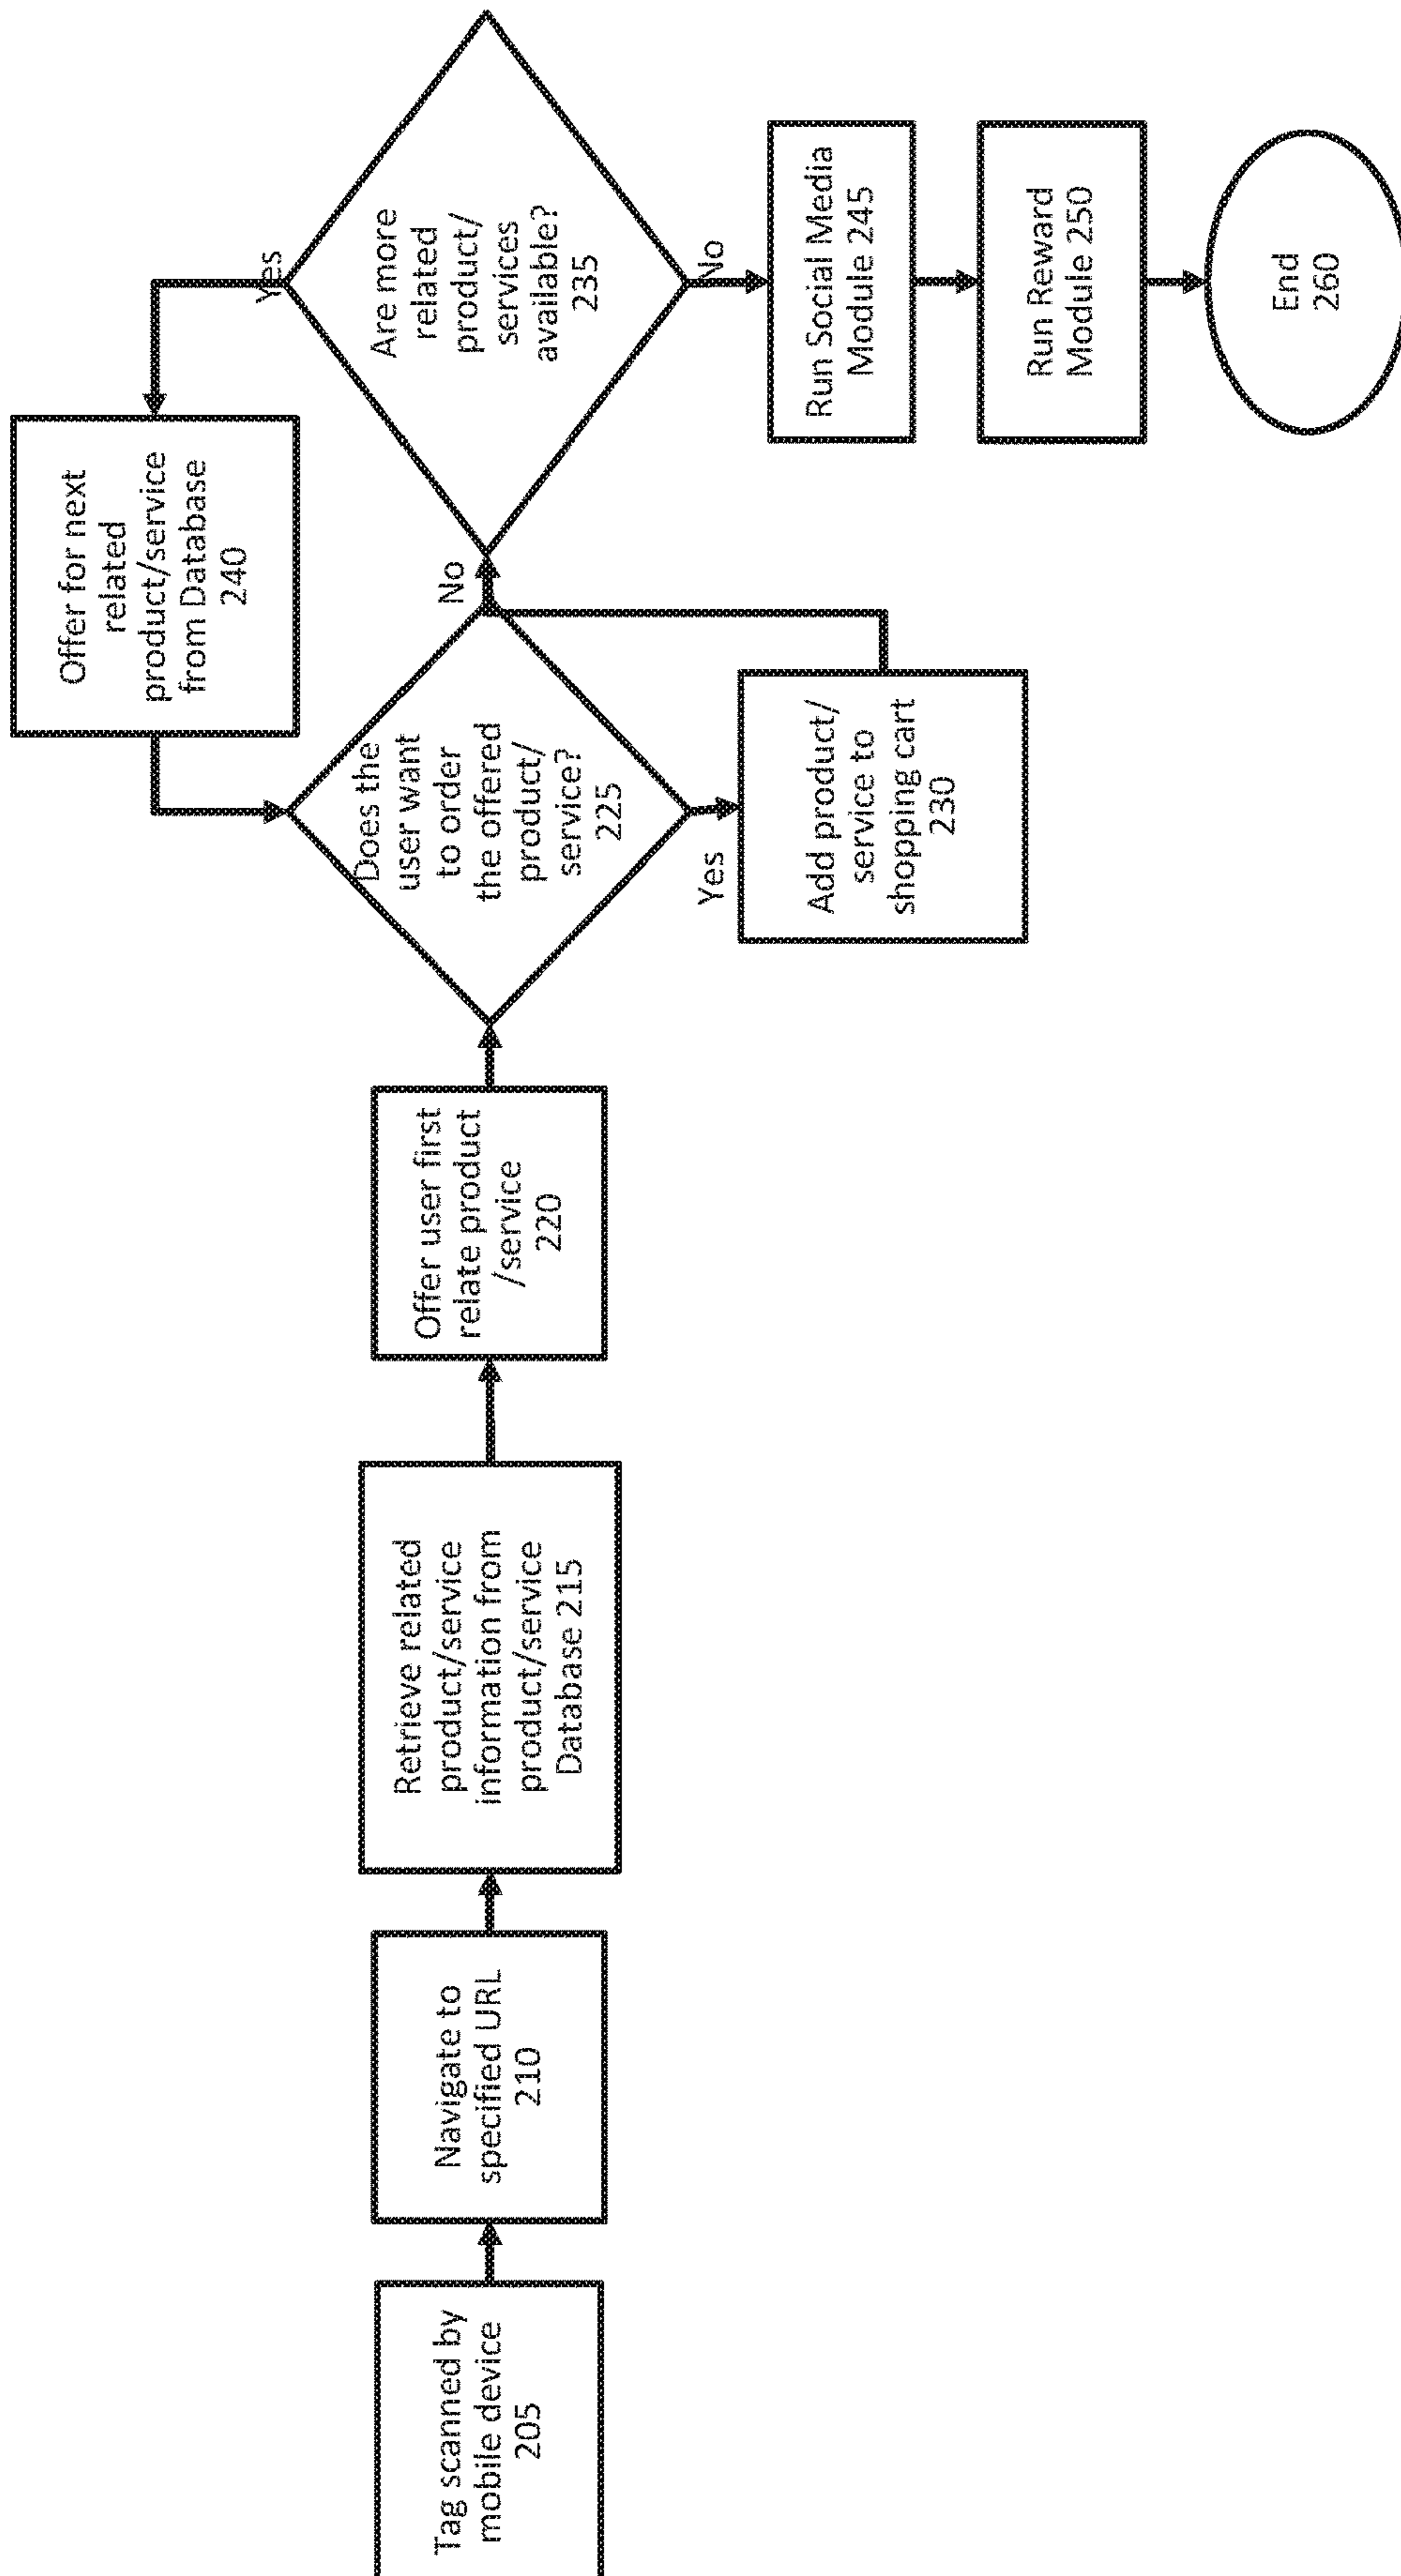 Tag scanned by
mobile device
205
Navigate to
specified URL
210
Retrieve related
product/service
information from
product/service
Database 215
Offer user first
relate product
/service
220
Does the
user want
to order
the offered
product/
service?
225
No
Yes
Add product/
service to
shopping cart
230
Offer for next
related
product/service
from Database
240
Are more
related
product/
services
available?
235
Yes
No
Run Social Media
Module 245
Run Reward
Module 250
End
260